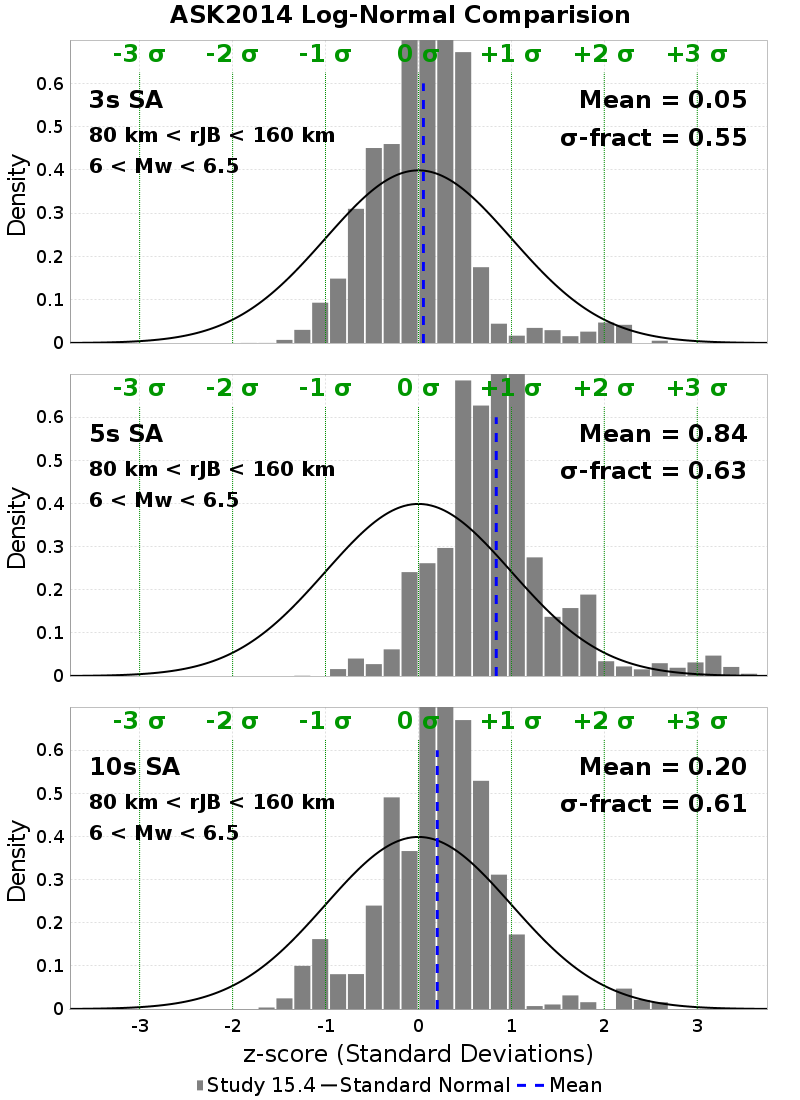 ASK2014 Log-Normal Comparision
-3 σ -2 σ -1 σ 0 σ +1 σ +2 σ +3 σ
3s SA
Mean = 0.05
80 km < rJB < 160 km
σ-fract = 0.55
6 < Mw < 6.5
Density
0.6
0.5
0.4
0.3
0.2
0.1
0
-3 σ -2 σ -1 σ 0 σ +1 σ +2 σ +3 σ
5s SA
Mean = 0.84
80 km < rJB < 160 km
σ-fract = 0.63
6 < Mw < 6.5
Density
0.6
0.5
0.4
0.3
0.2
0.1
0
-3 σ -2 σ -1 σ 0 σ +1 σ +2 σ +3 σ
10s SA
Mean = 0.20
80 km < rJB < 160 km
σ-fract = 0.61
6 < Mw < 6.5
Density
0.6
0.5
0.4
0.3
0.2
0.1
0
-3 -2 -1 0 1 2 3
z-score (Standard Deviations)
Study 15.4 Standard Normal Mean